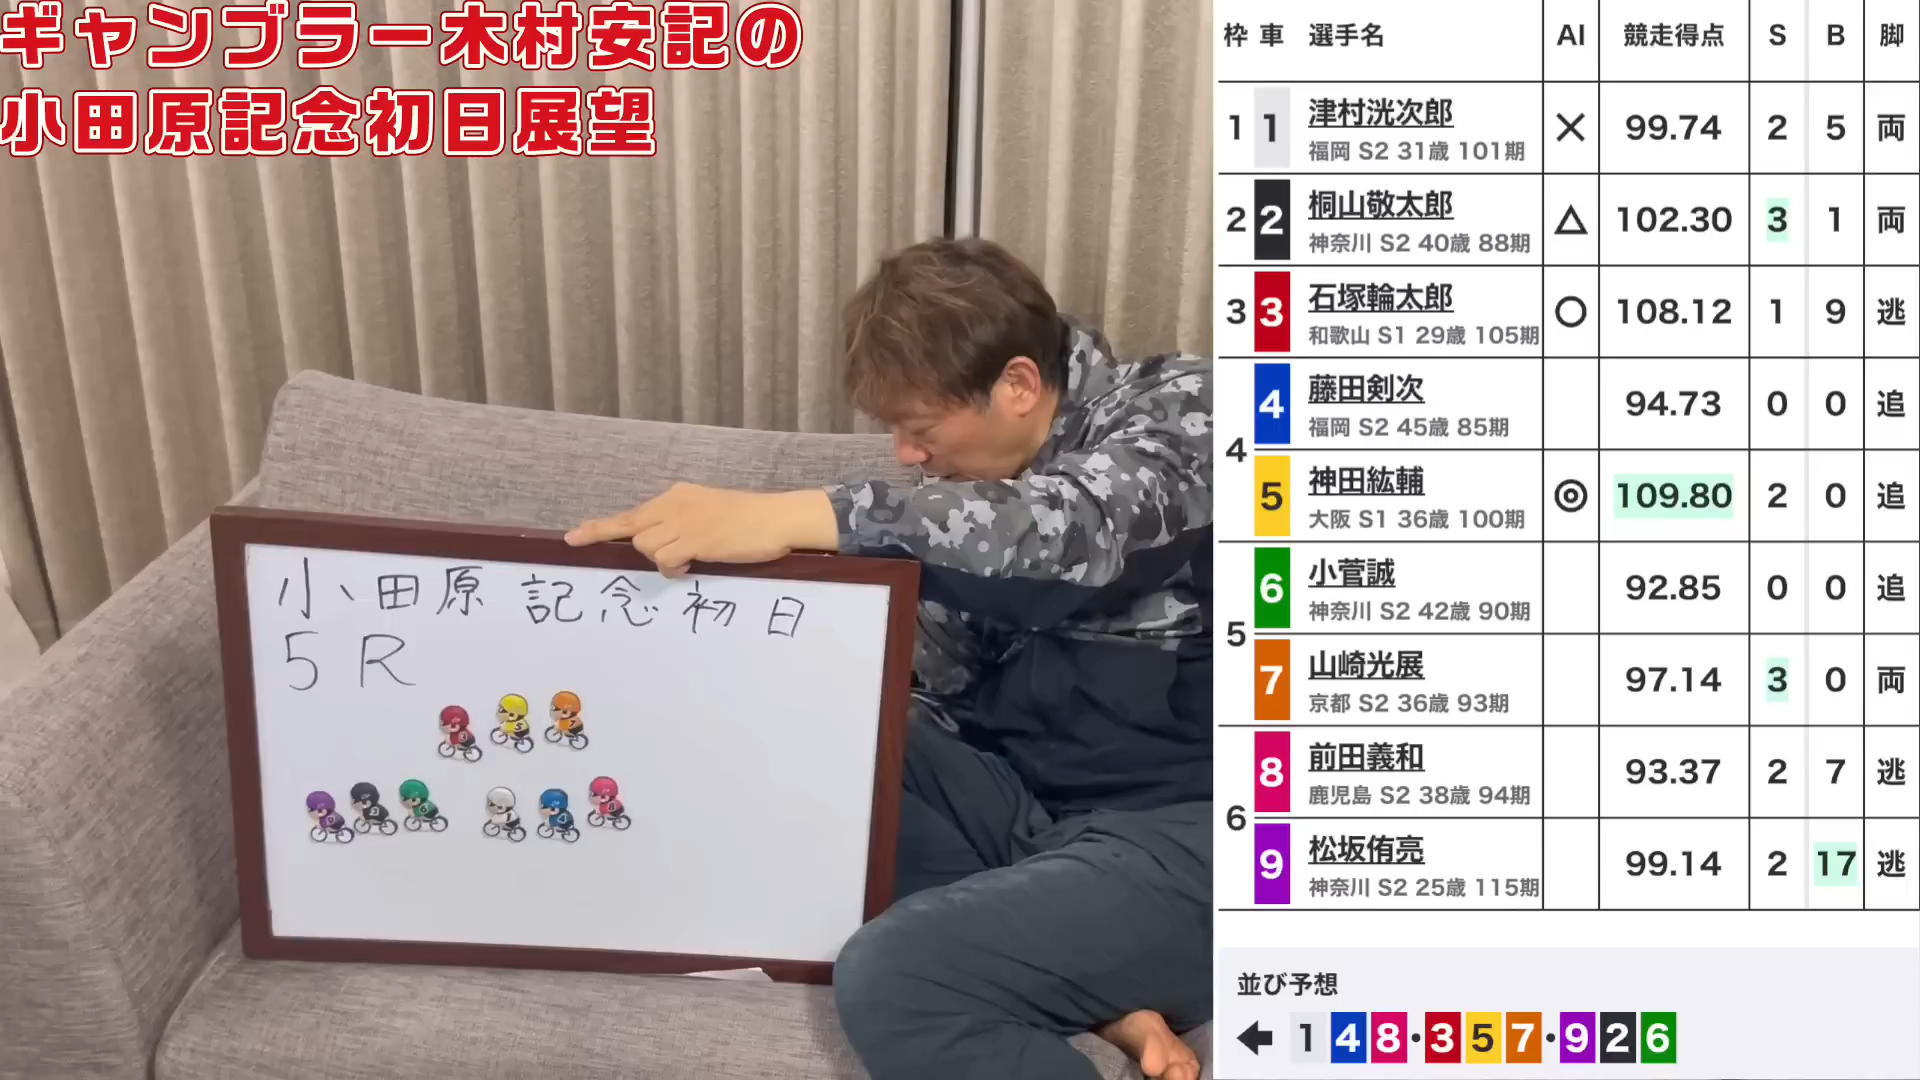 ギャンブラー木村安記の
小田原記念初日展望
小田原記念初日
5R
枠 車 選手名 AI 競走得点 S B 脚
1 1 津村洸次郎 × 99.74 2 5 両
福岡 S2 31歳 101期
2 2 桐山敬太郎 △ 102.30 3 1 両
神奈川 S2 40歳 88期
3 3 石塚輪太郎 ○ 108.12 1 9 逃
和歌山 S1 29歳 105期
4 藤田剣次 94.73 0 0 追
福岡 S2 45歳 85期
4
5 神田紘輔 ◎ 109.80 2 0 追
大阪 S1 36歳 100期
6 小菅誠 92.85 0 0 追
神奈川 S2 42歳 90期
5
7 山崎光展 97.14 3 0 両
京都 S2 36歳 93期
8 前田義和 93.37 2 7 逃
鹿児島 S2 38歳 94期
6
9 松坂侑亮 99.14 2 17 逃
神奈川 S2 25歳 115期
並び予想
← 1 4 8・3 5 7・9 2 6